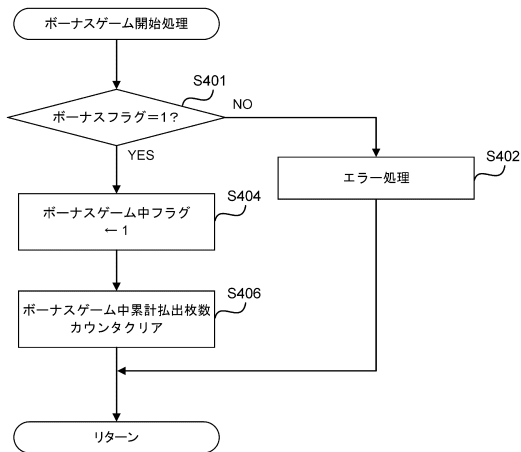 ボーナスゲーム開始処理
S401
ボーナスフラグ＝1？
NO
YES
S402
エラー処理
S404
ボーナスゲーム中フラグ
← 1
S406
ボーナスゲーム中累計払出枚数
カウンタクリア
リターン